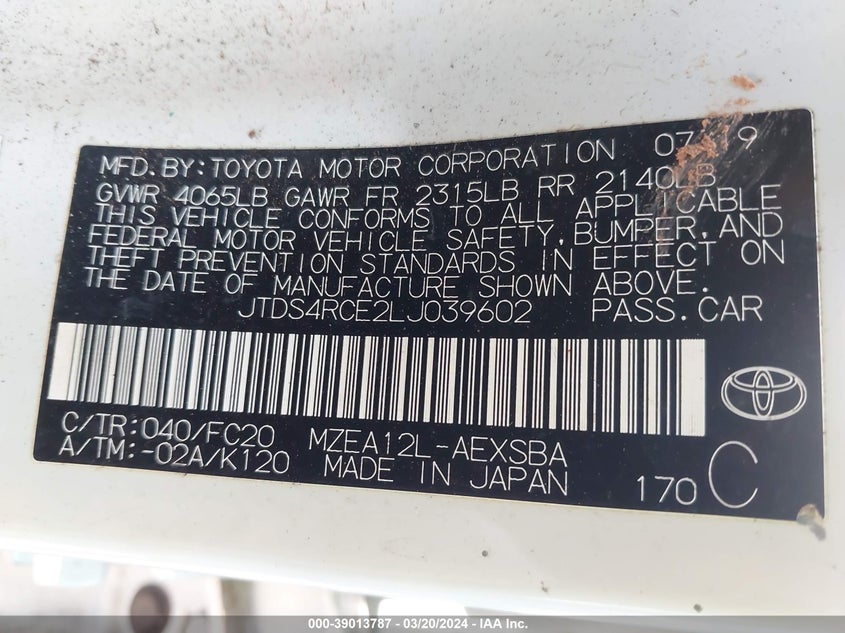 MFD.BY:TOYOTA MOTOR CORPORATION 07/19
GVWR 4065LB GAWR FR 2315LB RR 2140LB
THIS VEHICLE CONFORMS TO ALL APPLICABLE
FEDERAL MOTOR VEHICLE SAFETY,BUMPER,AND
THEFT PREVENTION STANDARDS IN EFFECT ON
THE DATE OF MANUFACTURE SHOWN ABOVE.
JTDS4RCE2LJ039602 PASS.CAR
C/TR:040/FC20 MZEA12L-AEXSBA
A/TM:-02A/K120 MADE IN JAPAN 170 C
000-39013787 - 03/20/2024 - IAA Inc.